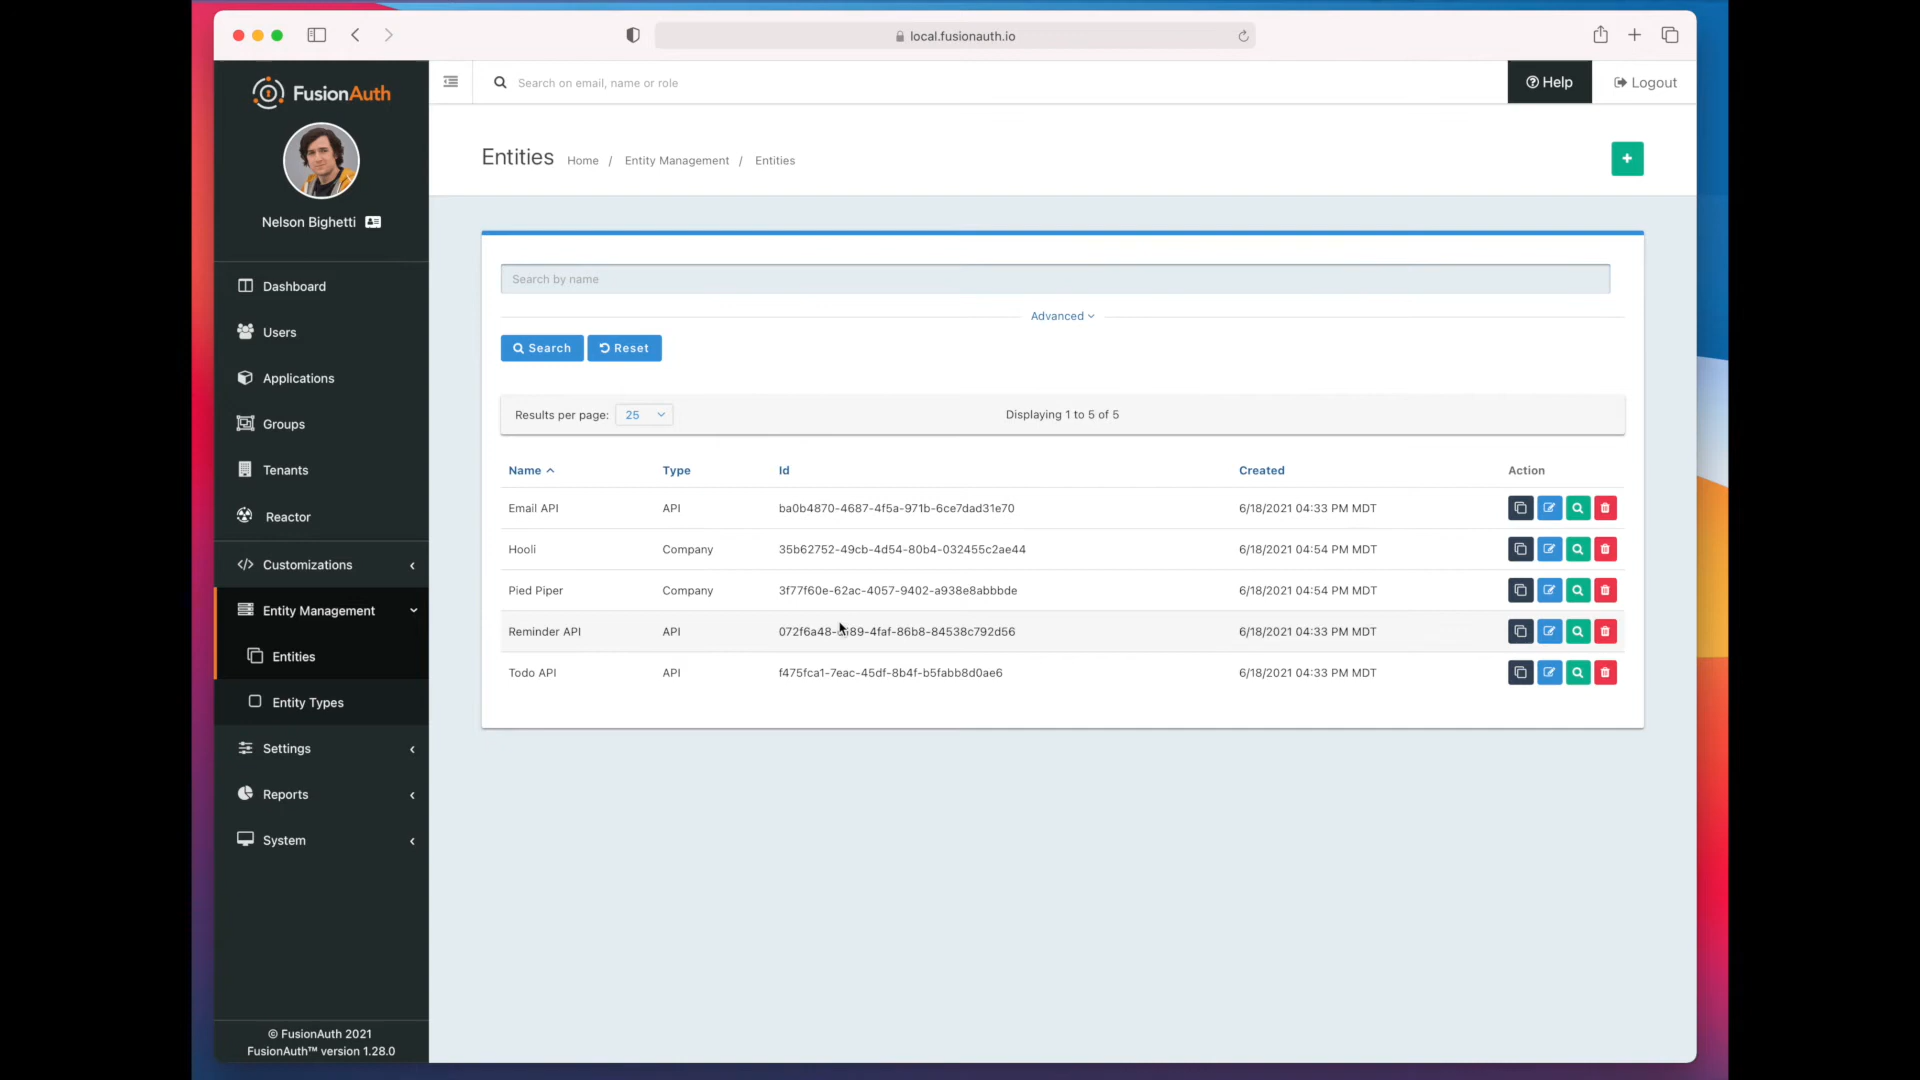 local.fusionauth.io
FusionAuth
Search on email, name or role
Help
Logout
Nelson Bighetti
Entities
Home / Entity Management / Entities
Dashboard
Users
Applications
Groups
Tenants
Reactor
Customizations
Entity Management
Entities
Entity Types
Settings
Reports
System
© FusionAuth 2021
FusionAuth™ version 1.28.0
Search by name
Advanced
Search
Reset
Results per page: 25
Displaying 1 to 5 of 5
Name Type Id Created Action
Email API API ba0b4870-4687-4f5a-971b-6ce7dad31e70 6/18/2021 04:33 PM MDT
Hooli Company 35b62752-49cb-4d54-80b4-032455c2ae44 6/18/2021 04:54 PM MDT
Pied Piper Company 3f77f60e-62ac-4057-9402-a938e8abbbde 6/18/2021 04:54 PM MDT
Reminder API API 6/18/2021 04:33 PM MDT
Todo API API f475fca1-7eac-45df-8b4f-b5fabb8d0ae6 6/18/2021 04:33 PM MDT